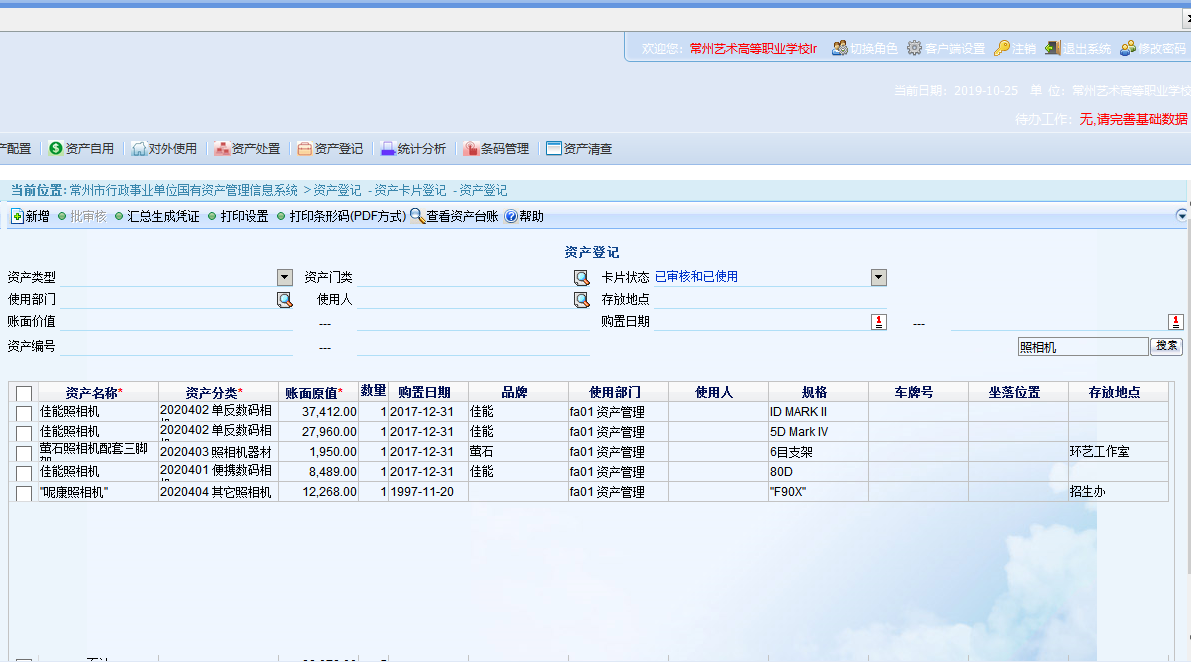 欢迎您: 常州艺术高等职业学校lr 切换角色 客户端设置 注销 退出系统 修改密码
当前日期: 2019-10-25 单 位: 常州艺术高等职业学校
待办工作: 无,请完善基础数据
配置 资产自用 对外使用 资产处置 资产登记 统计分析 条码管理 资产清查
当前位置: 常州市行政事业单位国有资产管理信息系统 > 资产登记 - 资产卡片登记 - 资产登记
新增 批审核 汇总生成凭证 打印设置 打印条形码(PDF方式) 查看资产台账 帮助
资产登记
资产类型 资产门类 卡片状态 已审核和已使用
使用部门 使用人 存放地点
账面价值 --- 购置日期 ---
资产编号 --- 照相机 搜索
资产名称* 资产分类* 账面原值* 数量 购置日期 品牌 使用部门 使用人 规格 车牌号 坐落位置 存放地点
佳能照相机 2020402 单反数码相 37,412.00 1 2017-12-31 佳能 fa01 资产管理 ID MARK II
佳能照相机 2020402 单反数码相 27,960.00 1 2017-12-31 佳能 fa01 资产管理 5D Mark IV
萤石照相机配套三脚 2020403 照相机器材 1,950.00 1 2017-12-31 萤石 fa01 资产管理 6目支架 环艺工作室
佳能照相机 2020401 便携数码相 8,489.00 1 2017-12-31 佳能 fa01 资产管理 80D
"呢康照相机" 2020404 其它照相机 12,268.00 1 1997-11-20 fa01 资产管理 "F90X" 招生办